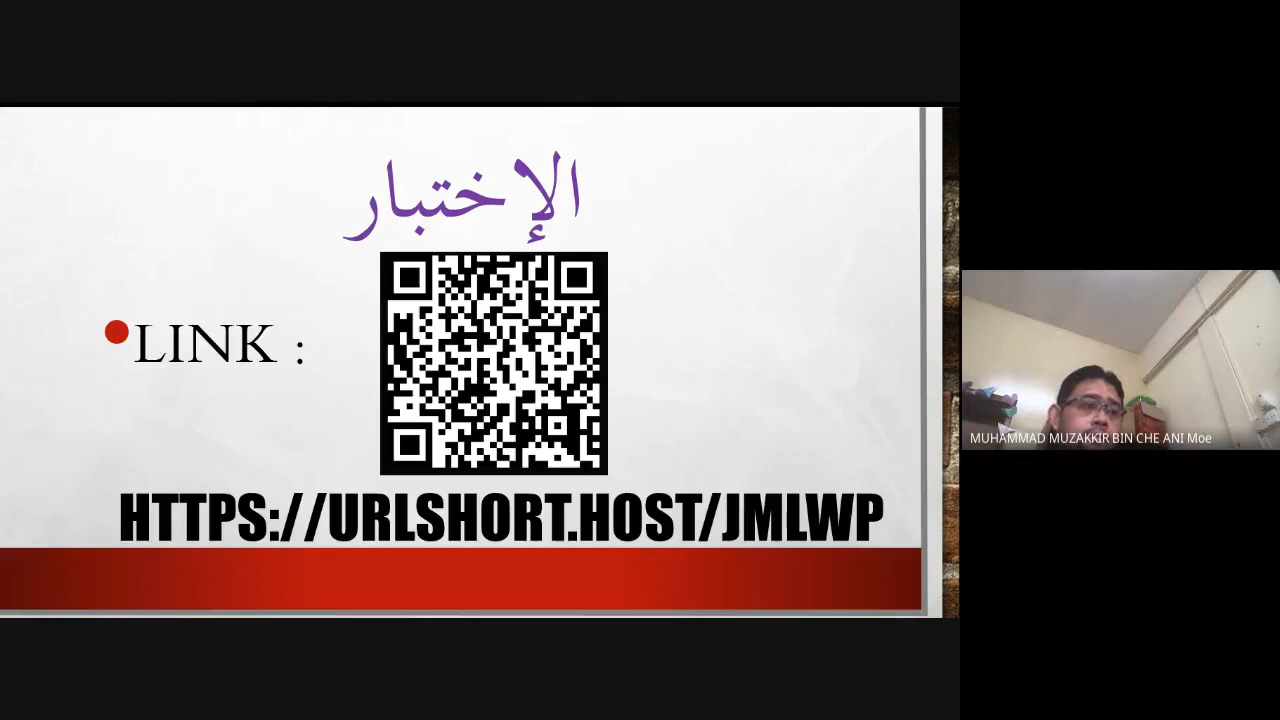 الإختبار
LINK :
HTTPS://URLSHORT.HOST/JMLWP
MUHAMMAD MUZAKKIR BIN CHE ANI Moe